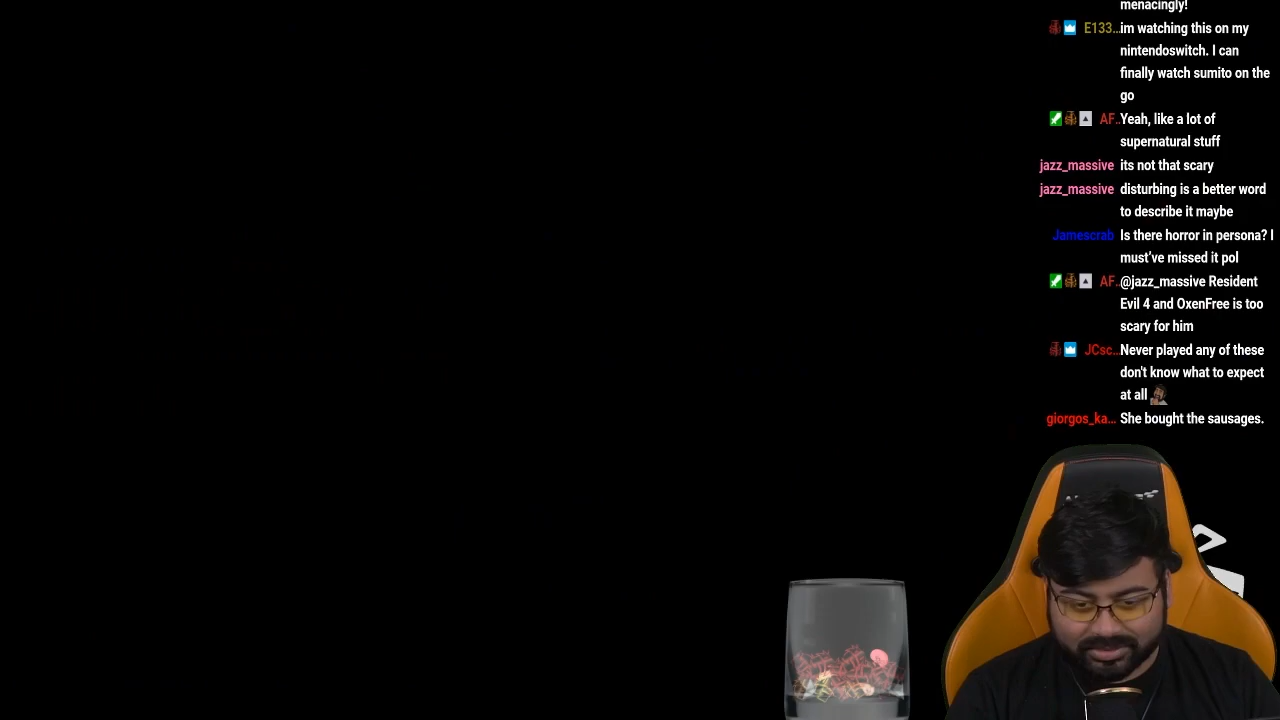 menacingly!
E133... im watching this on my
nintendoswitch. I can
finally watch sumito on the
go
AF.. Yeah, like a lot of
supernatural stuff
jazz_massive its not that scary
jazz_massive disturbing is a better word
to describe it maybe
Jamescrab Is there horror in persona? I
must've missed it pol
AF.. @jazz_massive Resident
Evil 4 and OxenFree is too
scary for him
JCsc... Never played any of these
don't know what to expect
at all
giorgos_ka... She bought the sausages.